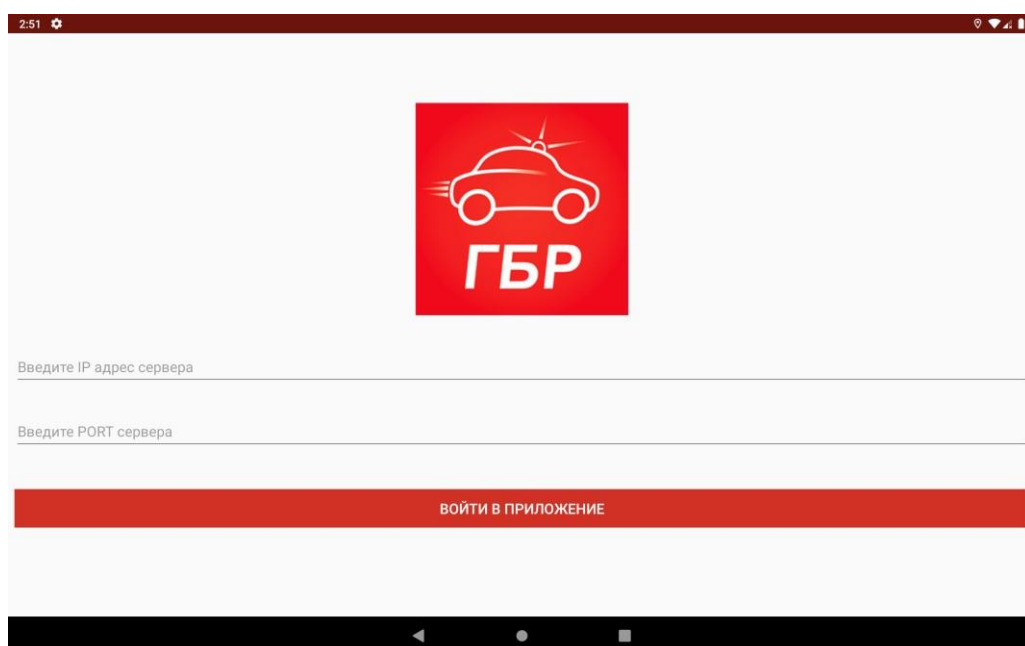 2:51
ГБР
Введите IP адрес сервера
Введите PORT сервера
ВОЙТИ В ПРИЛОЖЕНИЕ